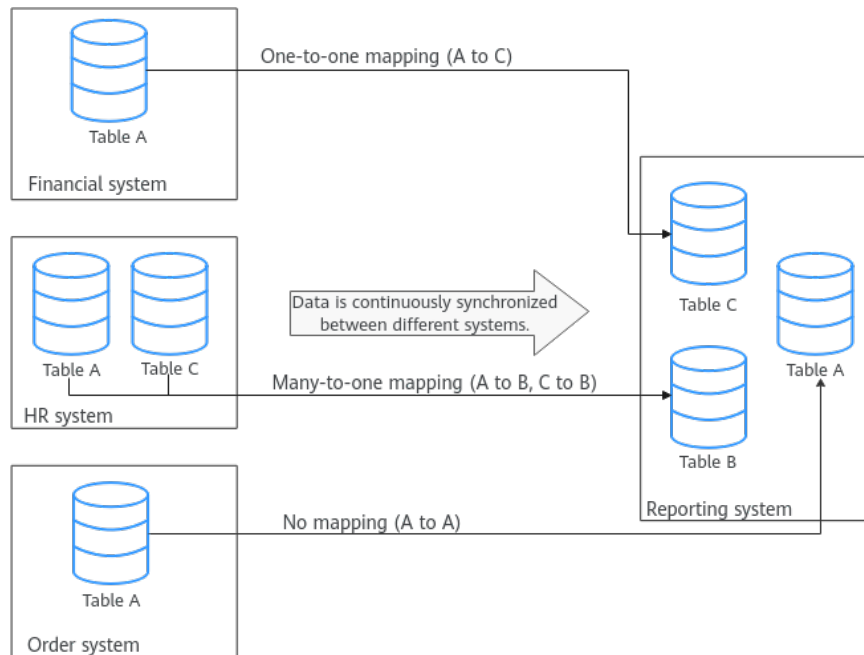 One-to-one mapping (A to C)
Table A
Financial system
Data is continuously synchronized
between different systems.
Table A
Table C
HR system
Many-to-one mapping (A to B, C to B)
Table C
Table A
Table B
Reporting system
No mapping (A to A)
Table A
Order system